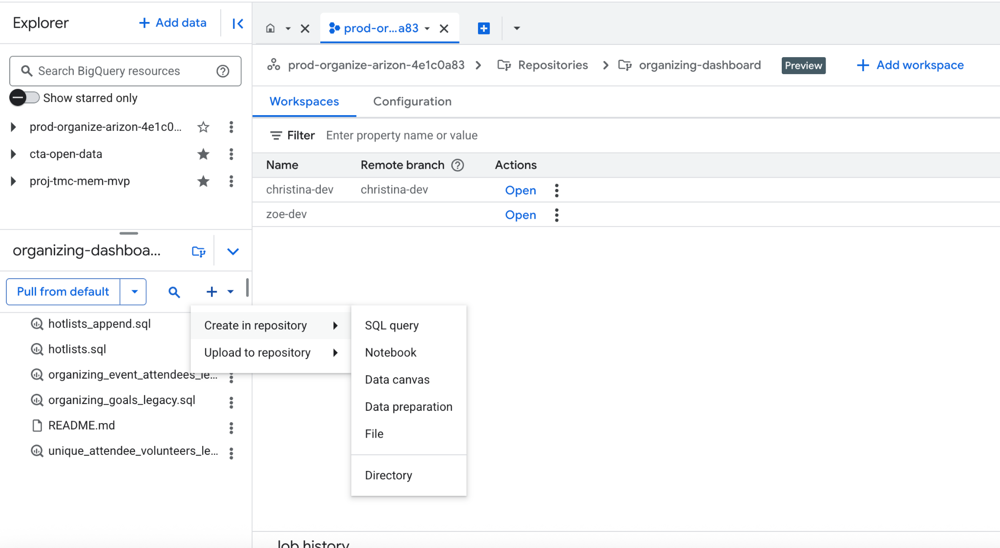 Explorer
Add data
prod-or...a83
Search BigQuery resources
Show starred only
prod-organize-arizon-4e1c0a83
Repositories
organizing-dashboard
Preview
Add workspace
Workspaces
Configuration
prod-organize-arizon-4e1c0...
cta-open-data
proj-tmc-mem-mvp
Filter
Enter property name or value
Name
Remote branch
Actions
christina-dev
christina-dev
Open
zoe-dev
Open
organizing-dashboa...
Pull from default
hotlists_append.sql
hotlists.sql
organizing_event_attendees_le...
organizing_goals_legacy.sql
README.md
unique_attendee_volunteers_le...
Create in repository
Upload to repository
SQL query
Notebook
Data canvas
Data preparation
File
Directory
Job history